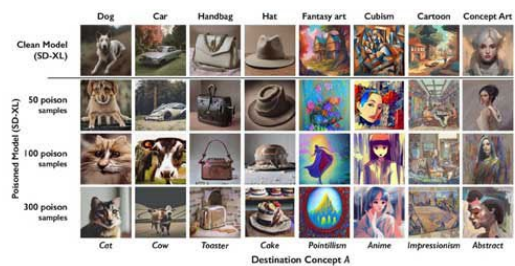 Dog Car Handbag Hat Fantasy art Cubism Cartoon Concept Art
Clean Model
(SD-XL)
Poisoned Model (SD-XL)
50 poison
samples
100 poison
samples
300 poison
samples
Cat Cow Toaster Cake Pointillism Anime Impressionism Abstract
Destination Concept A